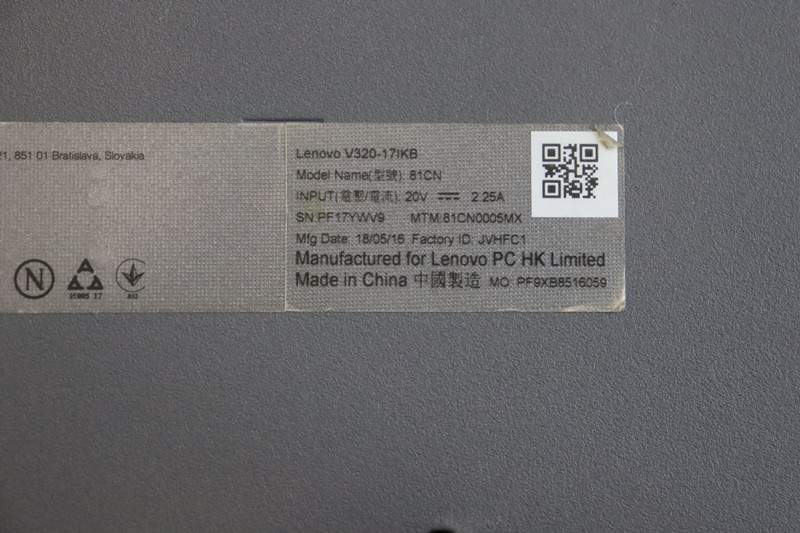 21, 851 01 Bratislava, Slovakia
N
Lenovo V320-17IKB
Model Name(型號): 81CN
INPUT(電壓/電流): 20V ⎓ 2.25A
SN:PF17YWV9 MTM:81CN0005MX
Mfg Date: 18/05/16 Factory ID: JVHFC1
Manufactured for Lenovo PC HK Limited
Made in China 中國製造 MO: PF9XB8516059